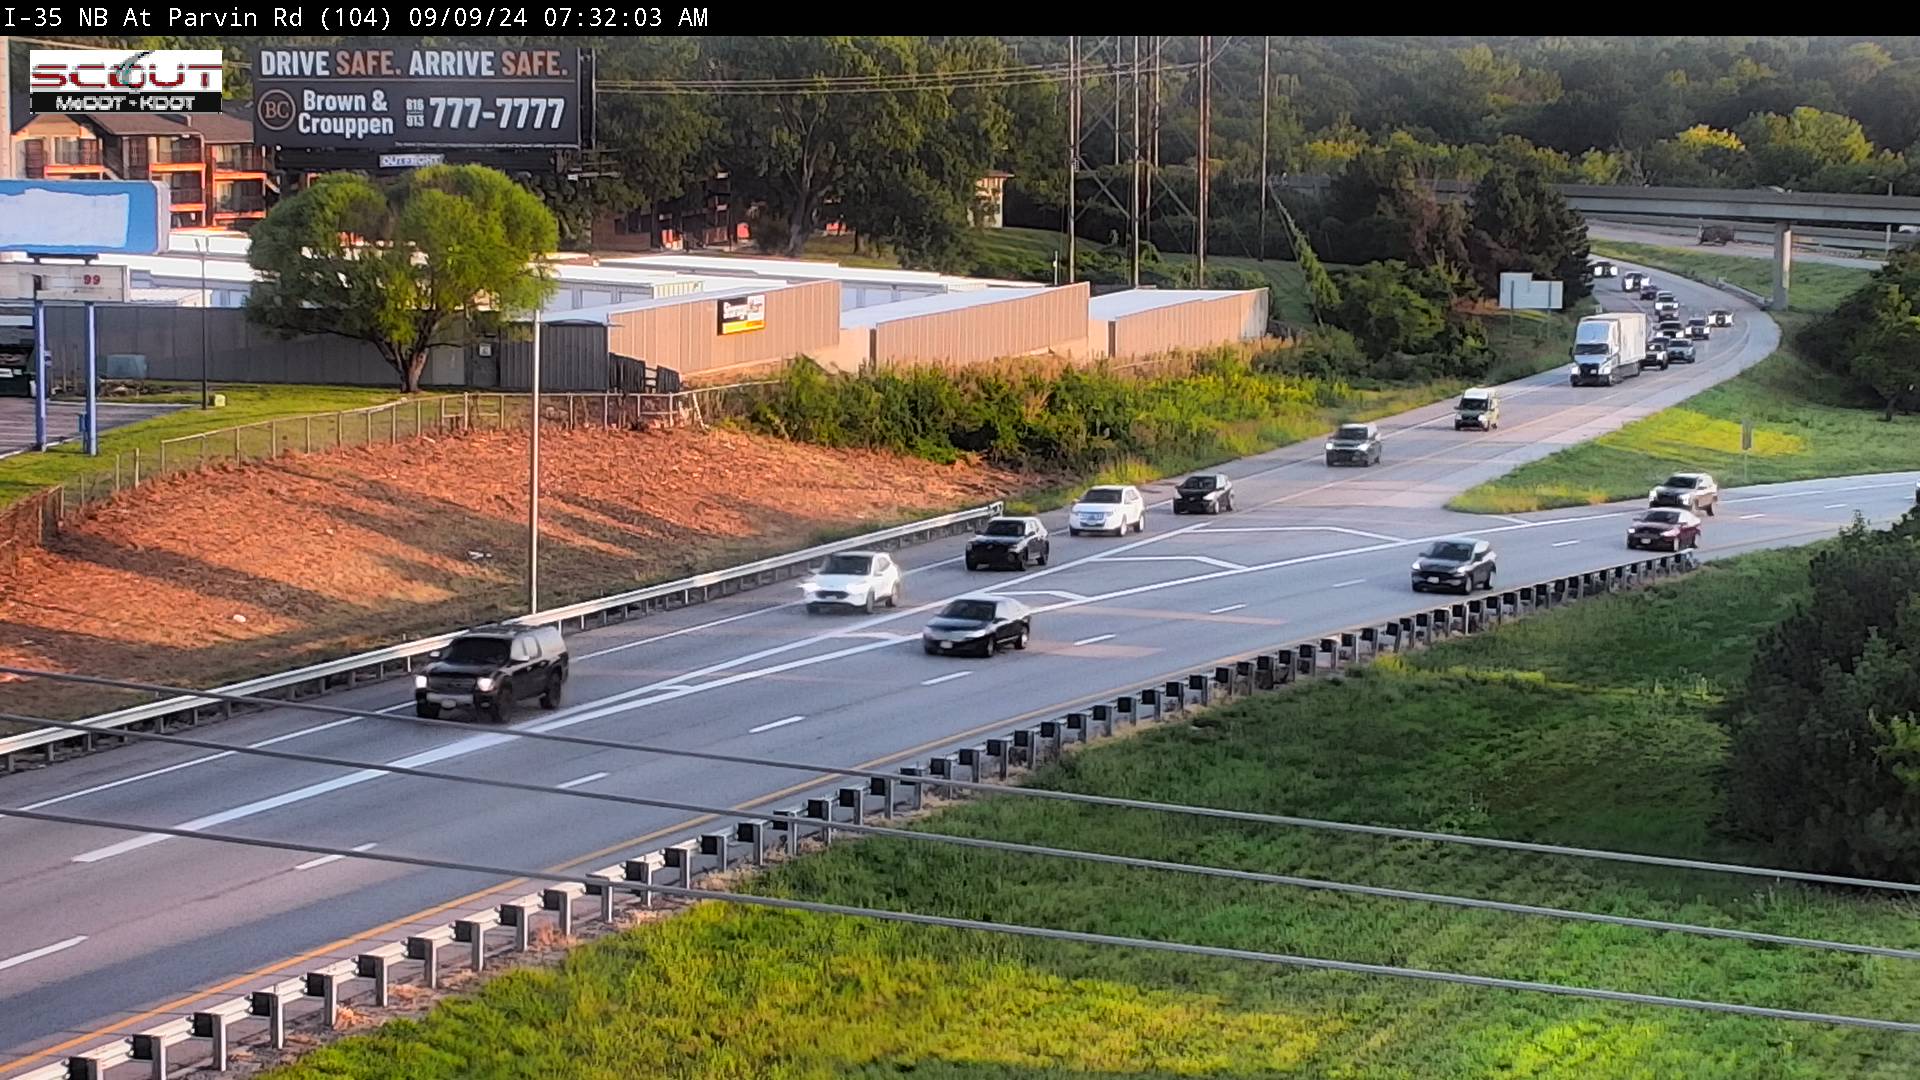 I-35 NB At Parvin Rd (104) 09/09/24 07:32:03 AM
SCOUT
MoDOT - KDOT
DRIVE SAFE. ARRIVE SAFE.
BC Brown & Crouppen 816 913 777-7777
OUTFRONT
99